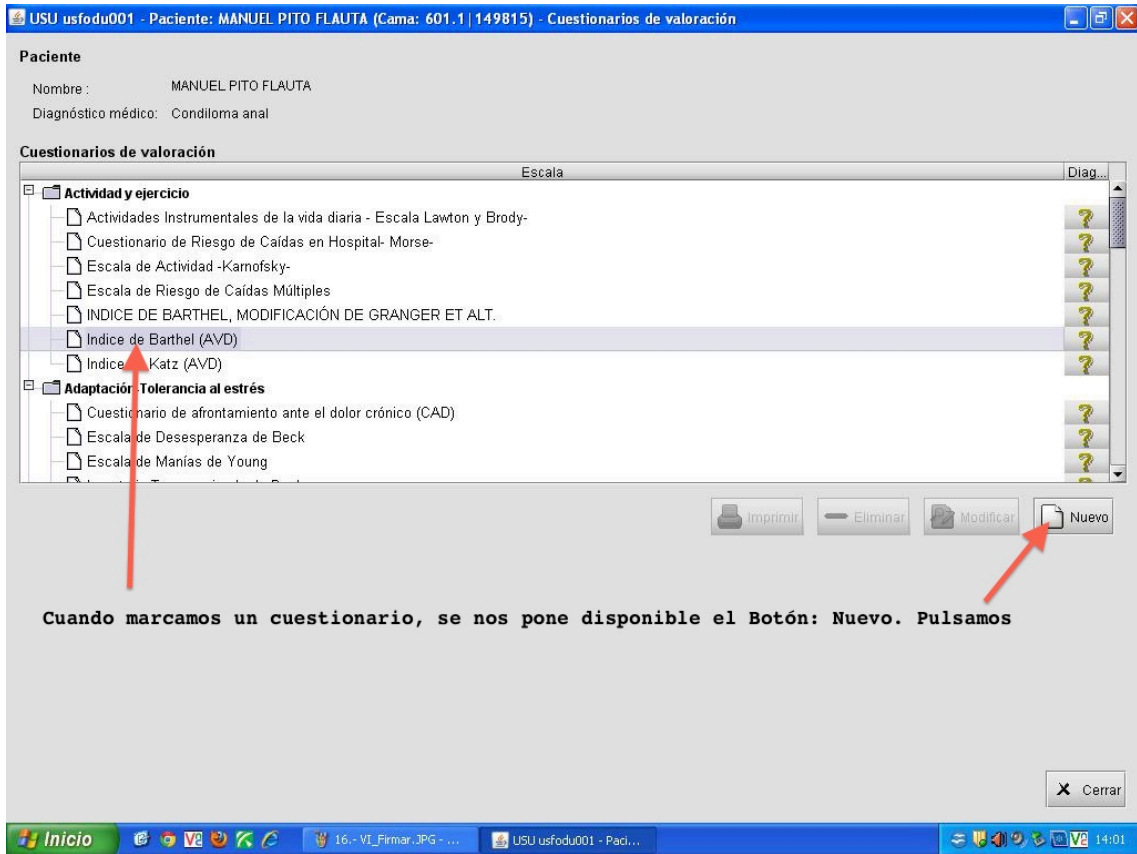 USU usfodu001 - Paciente: MANUEL PITO FLAUTA (Cama: 601.1|149815) - Cuestionarios de valoración
Paciente
Nombre : MANUEL PITO FLAUTA
Diagnóstico médico: Condiloma anal
Cuestionarios de valoración
Escala Diag...
Actividad y ejercicio
Actividades Instrumentales de la vida diaria - Escala Lawton y Brody-
Cuestionario de Riesgo de Caídas en Hospital- Morse-
Escala de Actividad -Karnofsky-
Escala de Riesgo de Caídas Múltiples
INDICE DE BARTHEL, MODIFICACIÓN DE GRANGER ET ALT.
Indice de Barthel (AVD)
Indice Katz (AVD)
Adaptación-Tolerancia al estrés
Cuestionario de afrontamiento ante el dolor crónico (CAD)
Escala de Desesperanza de Beck
Escala de Manías de Young
Imprimir Eliminar Modificar Nuevo
Cuando marcamos un cuestionario, se nos pone disponible el Botón: Nuevo. Pulsamos
X Cerrar
Inicio 16.- VI_Firmar.JPG - ... USU usfodu001 - Paci... 14:01